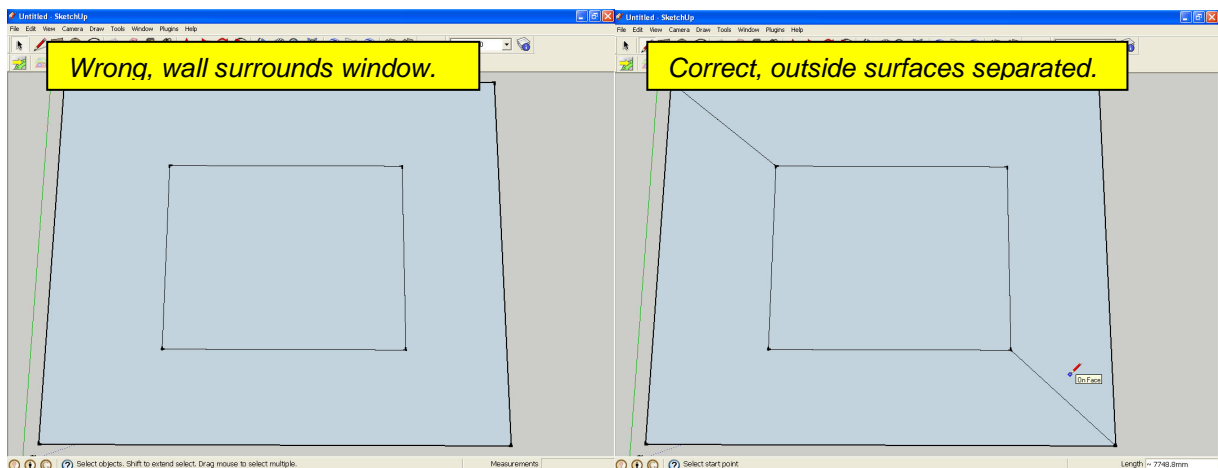 Untitled - SketchUp
File Edit View Camera Draw Tools Window Plugins Help
Wrong, wall surrounds window.
Select objects. Shift to extend select. Drag mouse to select multiple.
Measurements
Untitled - SketchUp
File Edit View Camera Draw Tools Window Plugins Help
Correct, outside surfaces separated.
On Face
Select start point
Length ~ 7748.8mm